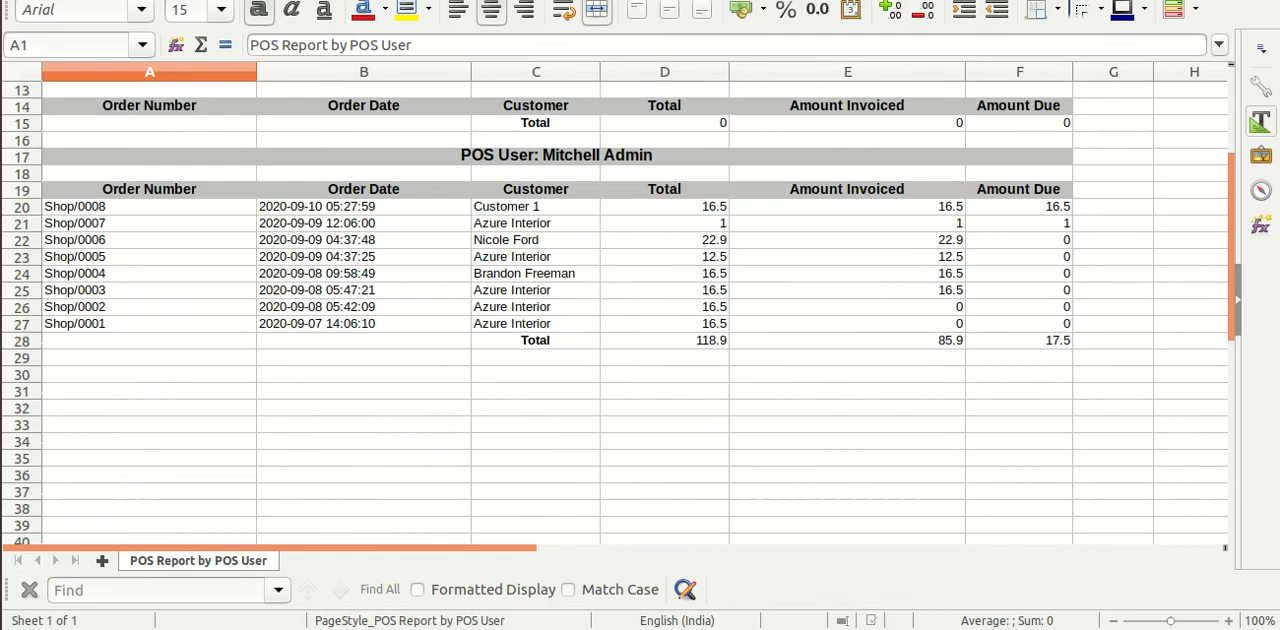 Arial 15 a a a a % 0.0
A1 fx Σ = POS Report by POS User
A B C D E F G H
13
14 Order Number Order Date Customer Total Amount Invoiced Amount Due
15 Total 0 0 0
16
17 POS User: Mitchell Admin
18
19 Order Number Order Date Customer Total Amount Invoiced Amount Due
20 Shop/0008 2020-09-10 05:27:59 Customer 1 16.5 16.5 16.5
21 Shop/0007 2020-09-09 12:06:00 Azure Interior 1 1 1
22 Shop/0006 2020-09-09 04:37:48 Nicole Ford 22.9 22.9 0
23 Shop/0005 2020-09-09 04:37:25 Azure Interior 12.5 12.5 0
24 Shop/0004 2020-09-08 09:58:49 Brandon Freeman 16.5 16.5 0
25 Shop/0003 2020-09-08 05:47:21 Azure Interior 16.5 16.5 0
26 Shop/0002 2020-09-08 05:42:09 Azure Interior 16.5 0 0
27 Shop/0001 2020-09-07 14:06:10 Azure Interior 16.5 0 0
28 Total 118.9 85.9 17.5
29
30
31
32
33
34
35
36
37
38
39
40
POS Report by POS User
Find Find All Formatted Display Match Case
Sheet 1 of 1 PageStyle_POS Report by POS User English (India) Average: ; Sum: 0 100%